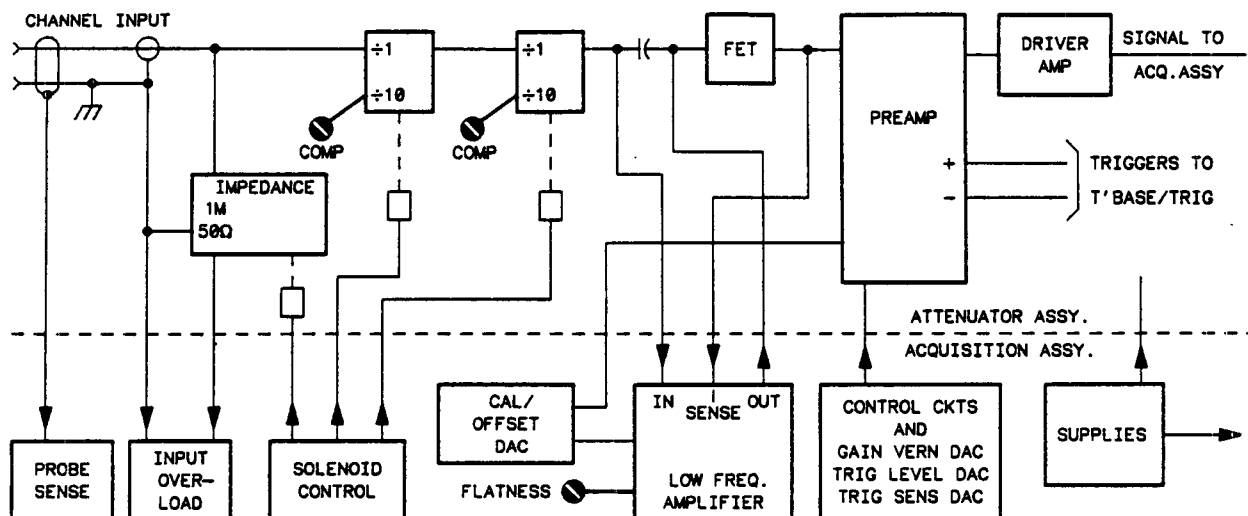 CHANNEL INPUT
÷1
÷10
COMP
÷1
÷10
COMP
FET
PREAMP
+
-
DRIVER
AMP
SIGNAL TO
ACQ.ASSY
TRIGGERS TO
T'BASE/TRIG
IMPEDANCE
1M
50Ω
ATTENUATOR ASSY.
ACQUISITION ASSY.
PROBE
SENSE
INPUT
OVER-
LOAD
SOLENOID
CONTROL
CAL/
OFFSET
DAC
FLATNESS
IN
SENSE
OUT
LOW FREQ.
AMPLIFIER
CONTROL CKTS
AND
GAIN VERN DAC
TRIG LEVEL DAC
TRIG SENS DAC
SUPPLIES